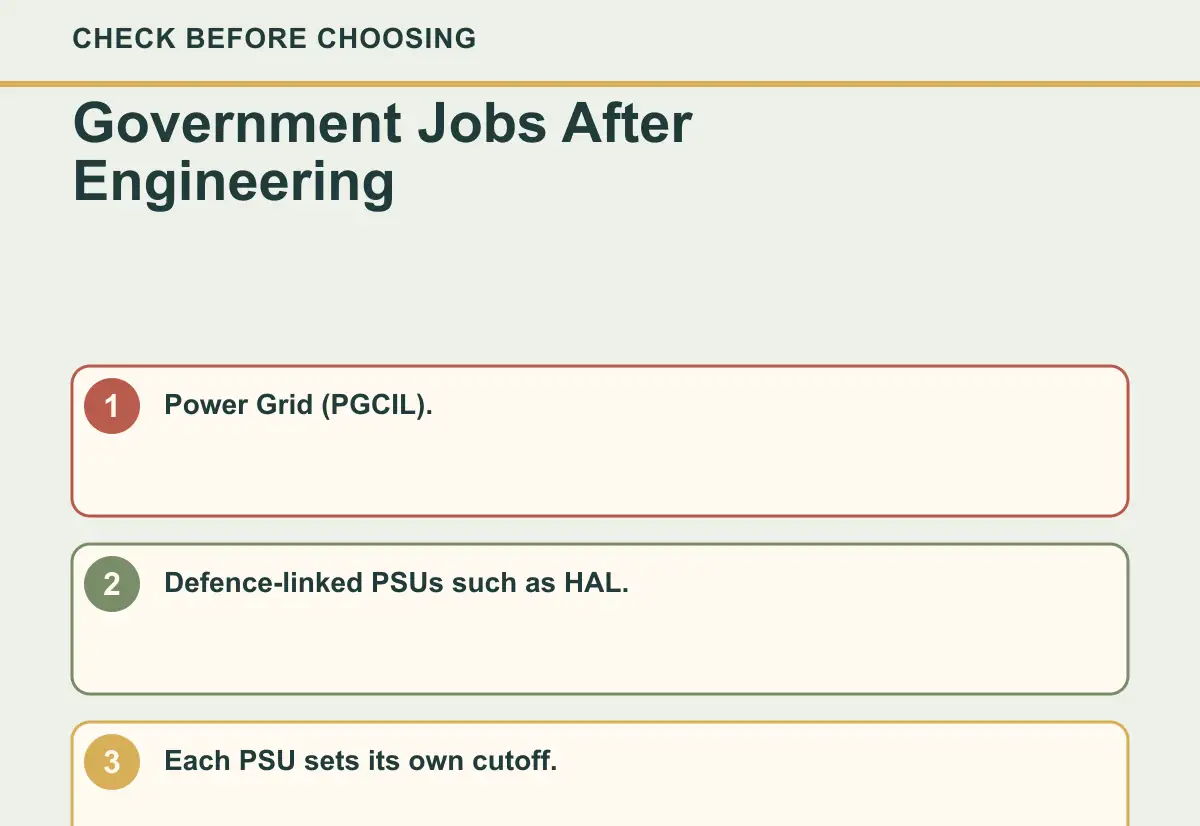 CHECK BEFORE CHOOSING
Government Jobs After
Engineering
1 Power Grid (PGCIL).
2 Defence-linked PSUs such as HAL.
3 Each PSU sets its own cutoff.